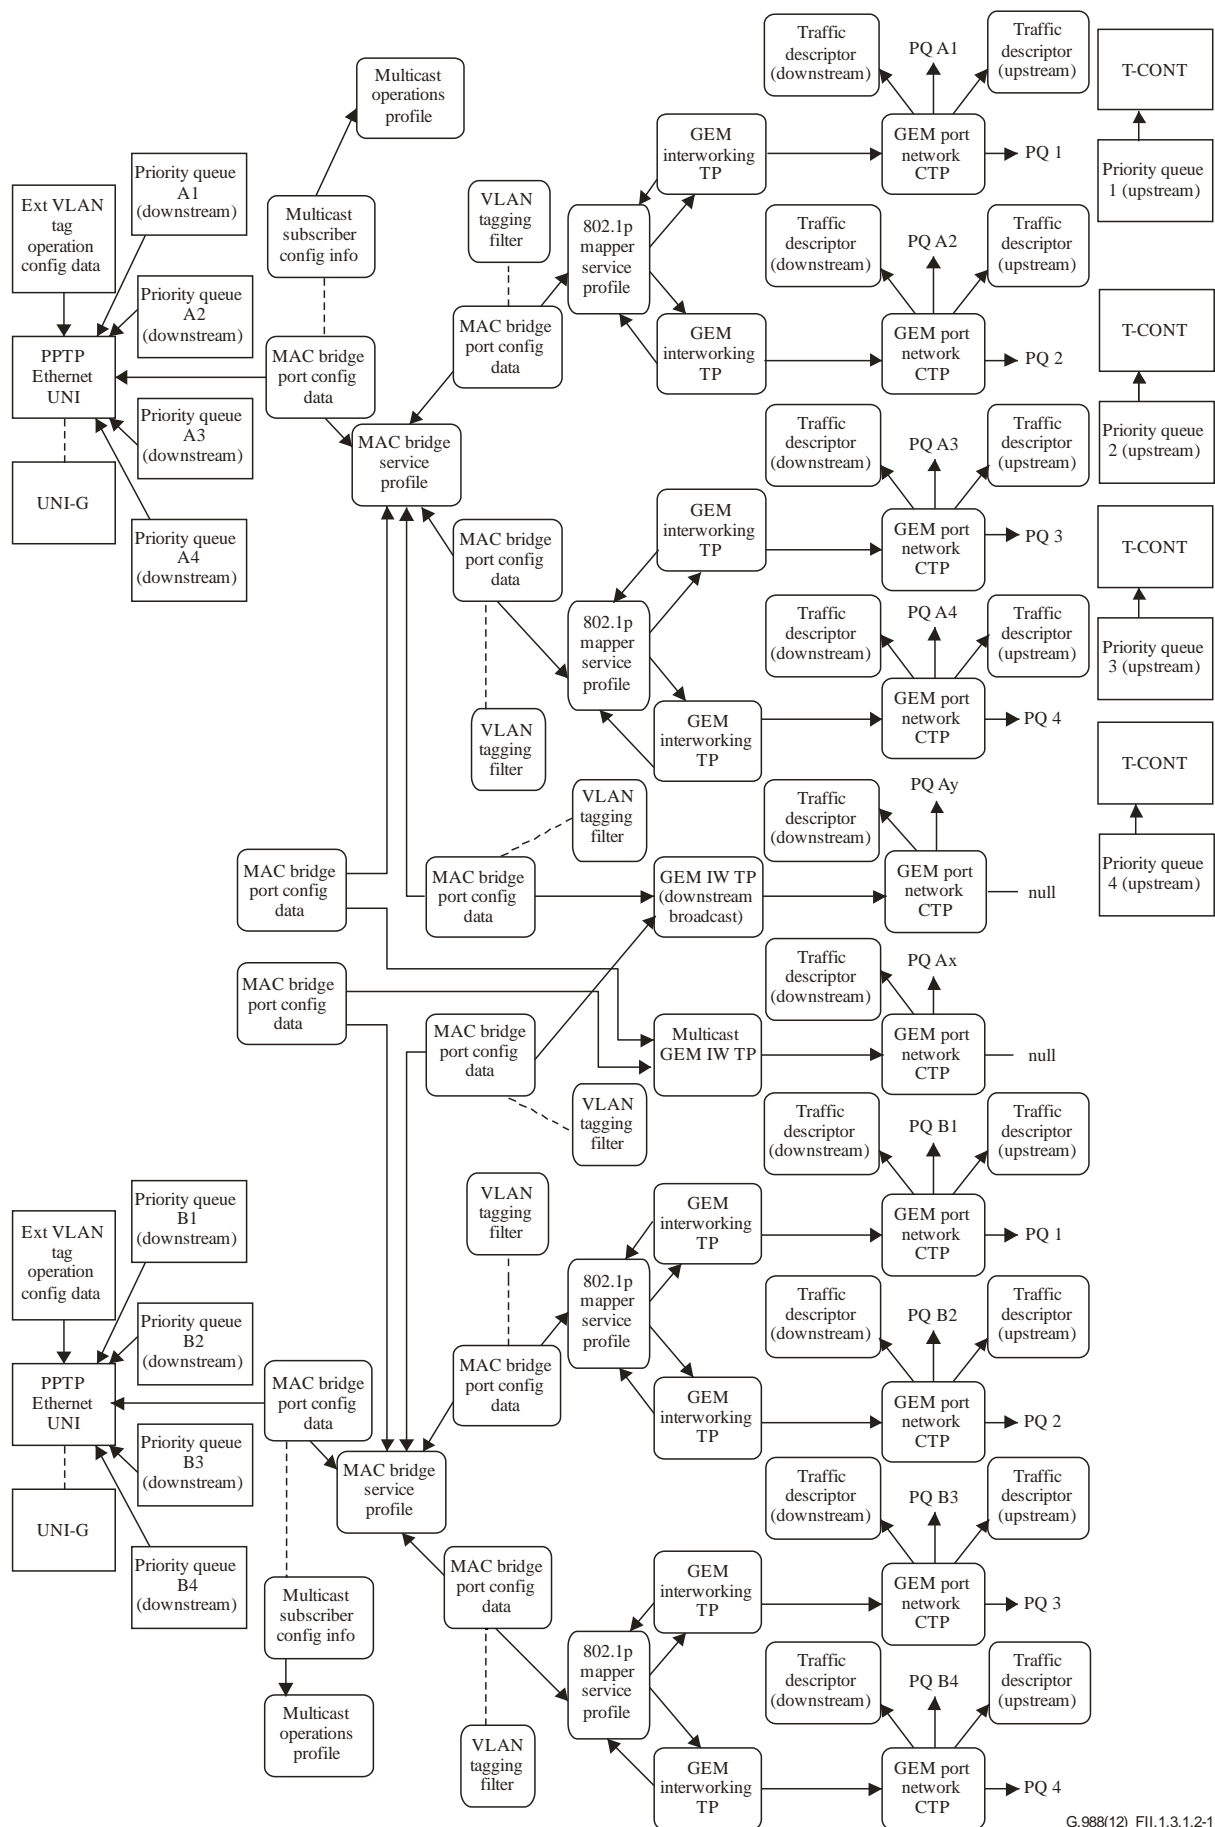 Traffic
descriptor
(downstream)
PQ A1
Traffic
descriptor
(upstream)
T-CONT
Multicast
operations
profile
GEM
interworking
TP
GEM port
network
CTP
PQ 1
Priority queue
1 (upstream)
Priority queue
A1
(downstream)
Ext VLAN
tag
operation
config data
Multicast
subscriber
config info
VLAN
tagging
filter
802.1p
mapper
service
profile
Traffic
descriptor
(downstream)
PQ A2
Traffic
descriptor
(upstream)
Priority queue
A2
(downstream)
MAC bridge
port config
data
GEM
interworking
TP
GEM port
network
CTP
PQ 2
T-CONT
PPTP
Ethernet
UNI
MAC bridge
port config
data
Priority queue
A3
(downstream)
MAC bridge
service
profile
Traffic
descriptor
(downstream)
PQ A3
Traffic
descriptor
(upstream)
Priority queue
2 (upstream)
UNI-G
Priority queue
A4
(downstream)
MAC bridge
port config
data
GEM
interworking
TP
GEM port
network
CTP
PQ 3
T-CONT
802.1p
mapper
service
profile
Traffic
descriptor
(downstream)
PQ A4
Traffic
descriptor
(upstream)
Priority queue
3 (upstream)
VLAN
tagging
filter
GEM
interworking
TP
GEM port
network
CTP
PQ 4
T-CONT
VLAN
tagging
filter
Traffic
descriptor
(downstream)
PQ Ay
MAC bridge
port config
data
MAC bridge
port config
data
GEM IW TP
(downstream
broadcast)
GEM port
network
CTP
null
Priority queue
4 (upstream)
MAC bridge
port config
data
Traffic
descriptor
(downstream)
PQ Ax
MAC bridge
port config
data
Multicast
GEM IW TP
GEM port
network
CTP
null
VLAN
tagging
filter
Traffic
descriptor
(downstream)
PQ B1
Traffic
descriptor
(upstream)
Priority queue
B1
(downstream)
Ext VLAN
tag
operation
config data
VLAN
tagging
filter
GEM
interworking
TP
GEM port
network
CTP
PQ 1
802.1p
mapper
service
profile
Traffic
descriptor
(downstream)
PQ B2
Traffic
descriptor
(upstream)
Priority queue
B2
(downstream)
PPTP
Ethernet
UNI
MAC bridge
port config
data
MAC bridge
port config
data
GEM
interworking
TP
GEM port
network
CTP
PQ 2
Priority queue
B3
(downstream)
MAC bridge
service
profile
Traffic
descriptor
(downstream)
PQ B3
Traffic
descriptor
(upstream)
UNI-G
Priority queue
B4
(downstream)
MAC bridge
port config
data
GEM
interworking
TP
GEM port
network
CTP
PQ 3
Multicast
subscriber
config info
802.1p
mapper
service
profile
Traffic
descriptor
(downstream)
PQ B4
Traffic
descriptor
(upstream)
Multicast
operations
profile
VLAN
tagging
filter
GEM
interworking
TP
GEM port
network
CTP
PQ 4
G.988(12)_FII.1.3.1.2-1